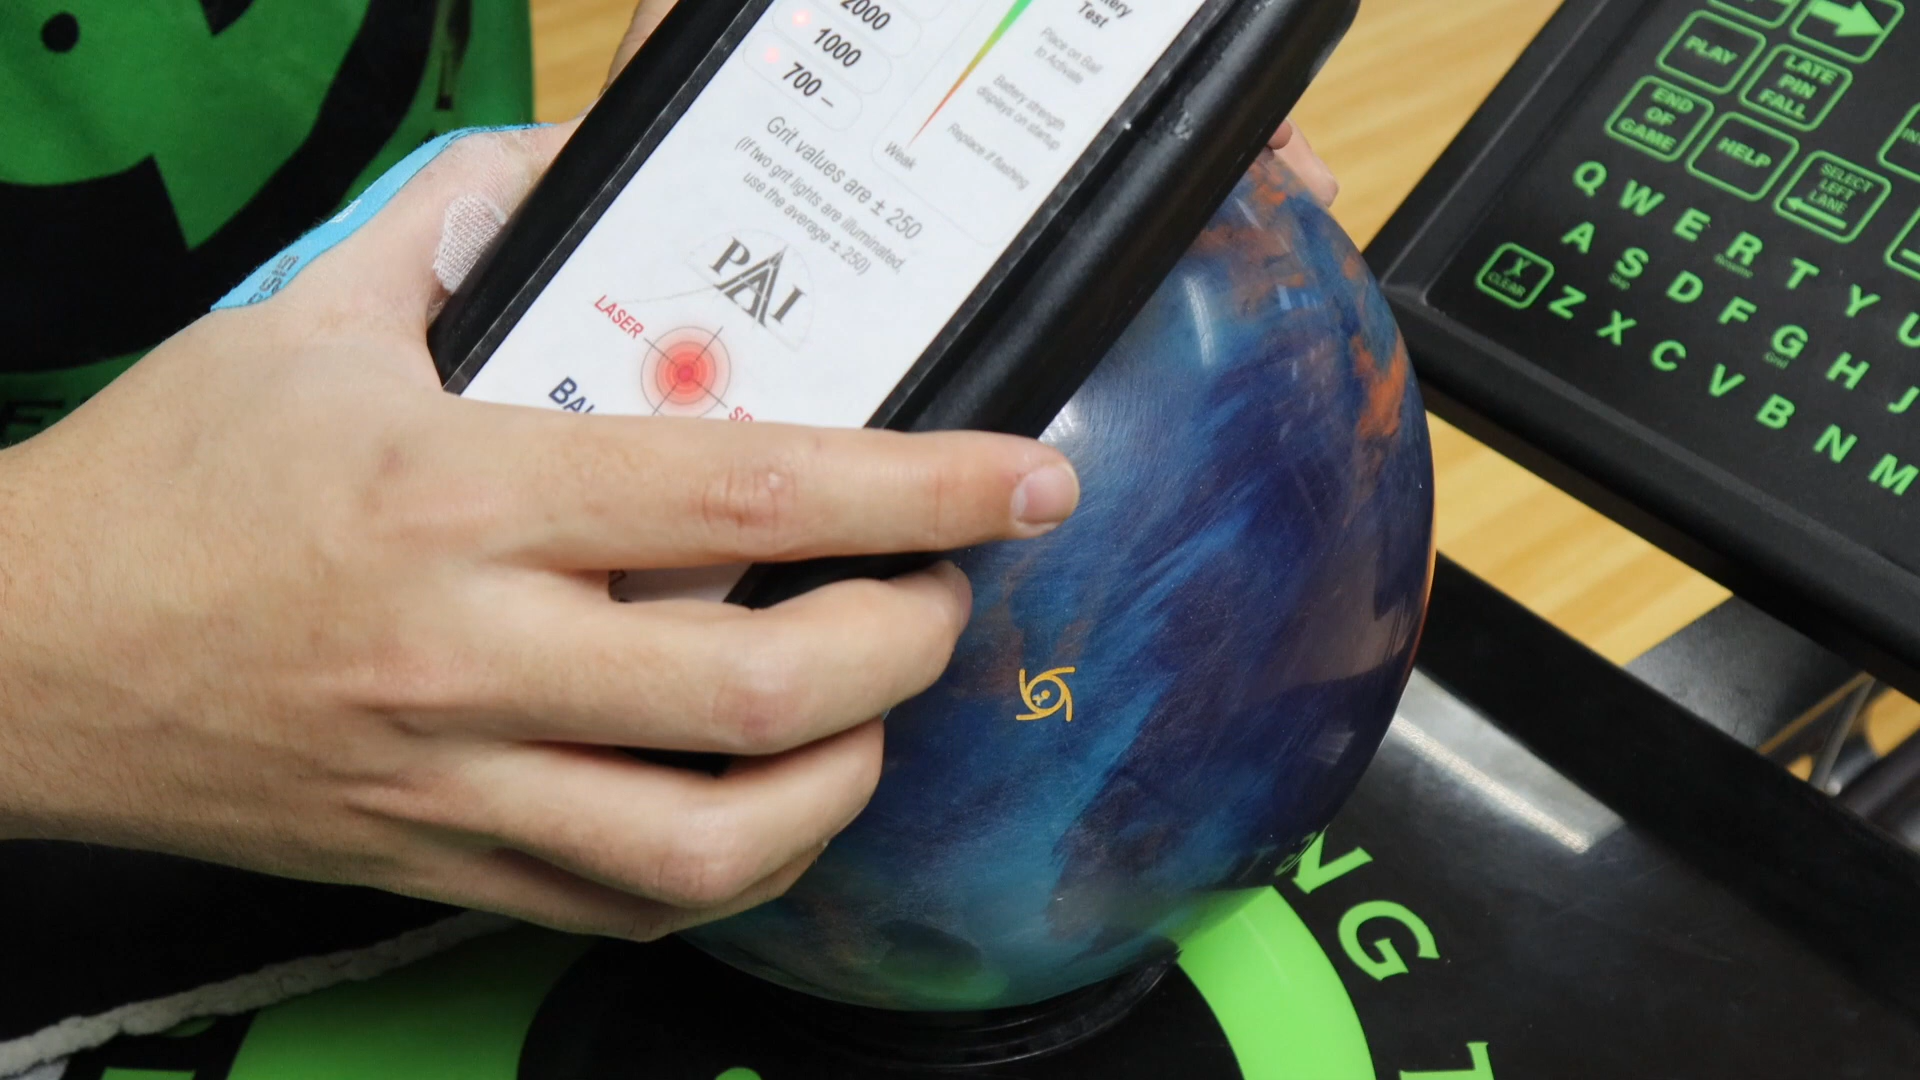 2000
1000
700 –
Test
Place on Ball
to Activate
Battery strength
displays on startup
Replace if flashing
Weak
Grit values are ± 250
(If two grit lights are illuminated,
use the average ± 250)
PAAI
LASER
PLAY
LATE
PIN
FALL
END
OF
GAME
HELP
SELECT
LEFT
LANE
Q W E R T Y U
A S D F G H J
X
CLEAR
Z X C V B N M
NG T